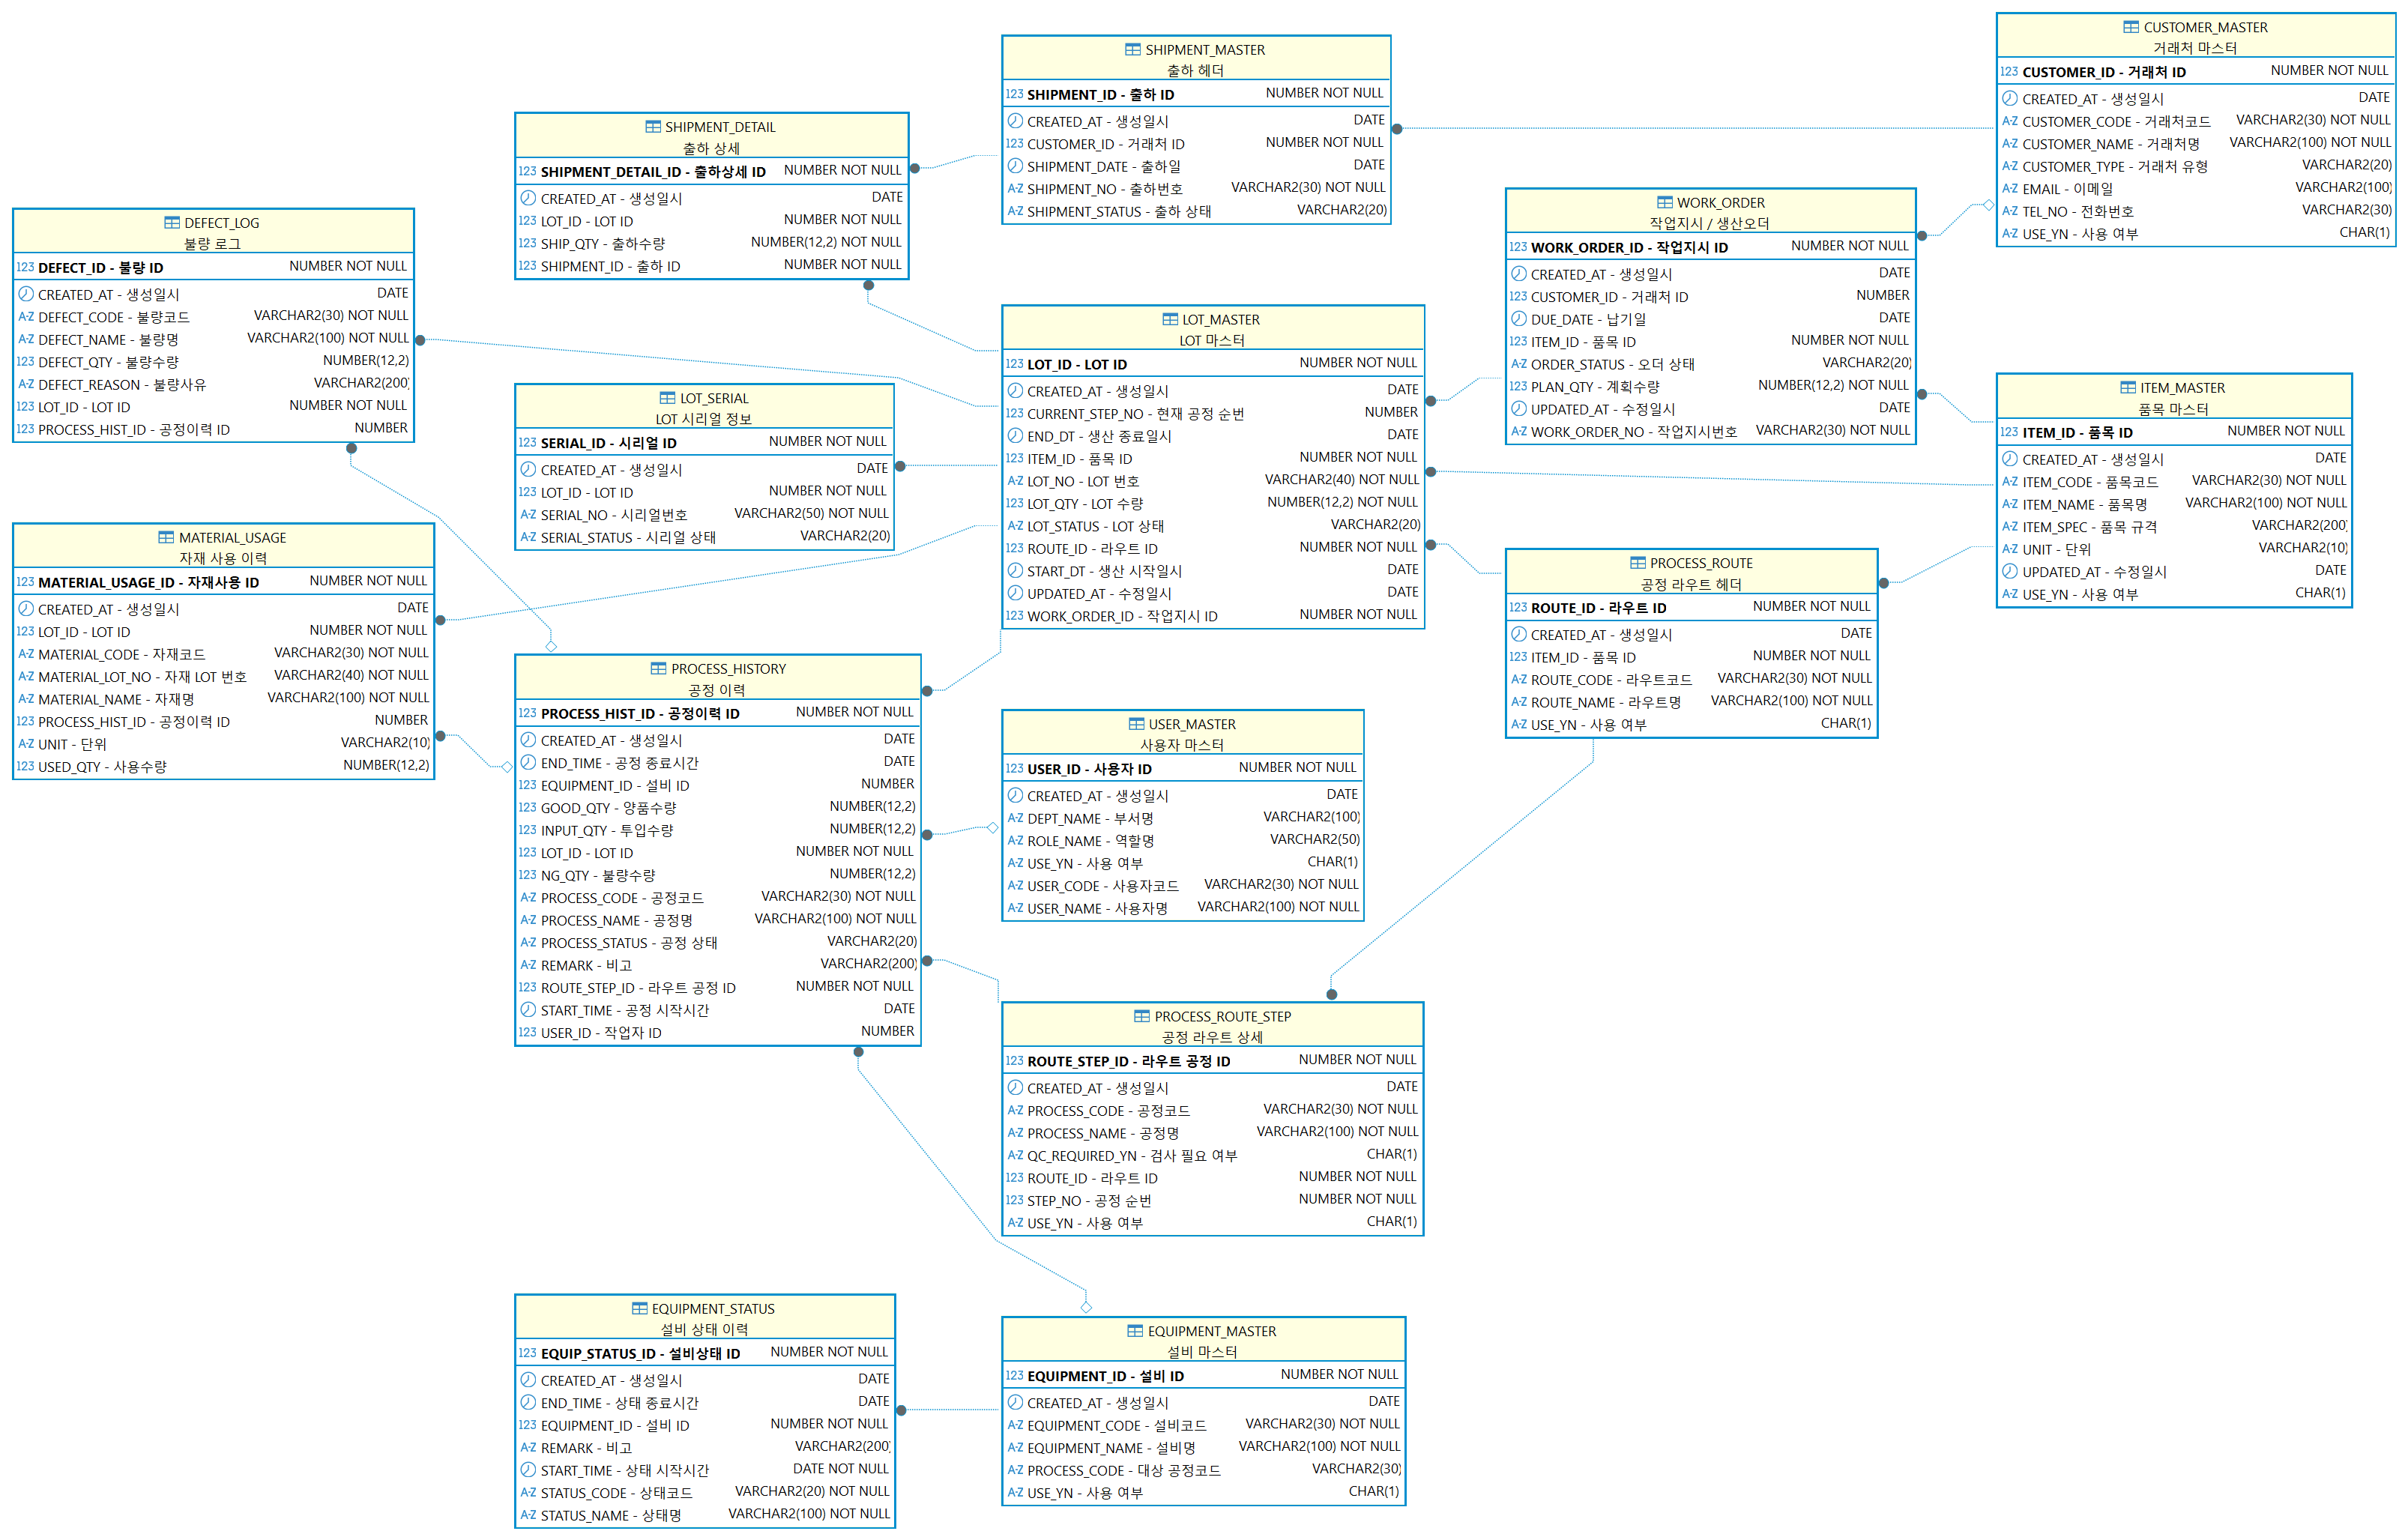 CUSTOMER_MASTER
거래처 마스터
123 CUSTOMER_ID - 거래처 ID NUMBER NOT NULL
CREATED_AT - 생성일시 DATE
A-Z CUSTOMER_CODE - 거래처코드 VARCHAR2(30) NOT NULL
A-Z CUSTOMER_NAME - 거래처명 VARCHAR2(100) NOT NULL
A-Z CUSTOMER_TYPE - 거래처 유형 VARCHAR2(20)
A-Z EMAIL - 이메일 VARCHAR2(100)
A-Z TEL_NO - 전화번호 VARCHAR2(30)
A-Z USE_YN - 사용 여부 CHAR(1)
SHIPMENT_MASTER
출하 헤더
123 SHIPMENT_ID - 출하 ID NUMBER NOT NULL
CREATED_AT - 생성일시 DATE
123 CUSTOMER_ID - 거래처 ID NUMBER NOT NULL
SHIPMENT_DATE - 출하일 DATE
A-Z SHIPMENT_NO - 출하번호 VARCHAR2(30) NOT NULL
A-Z SHIPMENT_STATUS - 출하 상태 VARCHAR2(20)
SHIPMENT_DETAIL
출하 상세
123 SHIPMENT_DETAIL_ID - 출하상세 ID NUMBER NOT NULL
CREATED_AT - 생성일시 DATE
123 LOT_ID - LOT ID NUMBER NOT NULL
123 SHIP_QTY - 출하수량 NUMBER(12,2) NOT NULL
123 SHIPMENT_ID - 출하 ID NUMBER NOT NULL
WORK_ORDER
작업지시 / 생산오더
123 WORK_ORDER_ID - 작업지시 ID NUMBER NOT NULL
CREATED_AT - 생성일시 DATE
123 CUSTOMER_ID - 거래처 ID NUMBER
DUE_DATE - 납기일 DATE
123 ITEM_ID - 품목 ID NUMBER NOT NULL
A-Z ORDER_STATUS - 오더 상태 VARCHAR2(20)
123 PLAN_QTY - 계획수량 NUMBER(12,2) NOT NULL
UPDATED_AT - 수정일시 DATE
A-Z WORK_ORDER_NO - 작업지시번호 VARCHAR2(30) NOT NULL
DEFECT_LOG
불량 로그
123 DEFECT_ID - 불량 ID NUMBER NOT NULL
CREATED_AT - 생성일시 DATE
A-Z DEFECT_CODE - 불량코드 VARCHAR2(30) NOT NULL
A-Z DEFECT_NAME - 불량명 VARCHAR2(100) NOT NULL
123 DEFECT_QTY - 불량수량 NUMBER(12,2)
A-Z DEFECT_REASON - 불량사유 VARCHAR2(200)
123 LOT_ID - LOT ID NUMBER NOT NULL
123 PROCESS_HIST_ID - 공정이력 ID NUMBER
LOT_MASTER
LOT 마스터
123 LOT_ID - LOT ID NUMBER NOT NULL
CREATED_AT - 생성일시 DATE
123 CURRENT_STEP_NO - 현재 공정 순번 NUMBER
END_DT - 생산 종료일시 DATE
123 ITEM_ID - 품목 ID NUMBER NOT NULL
A-Z LOT_NO - LOT 번호 VARCHAR2(40) NOT NULL
123 LOT_QTY - LOT 수량 NUMBER(12,2) NOT NULL
A-Z LOT_STATUS - LOT 상태 VARCHAR2(20)
123 ROUTE_ID - 라우트 ID NUMBER NOT NULL
START_DT - 생산 시작일시 DATE
UPDATED_AT - 수정일시 DATE
123 WORK_ORDER_ID - 작업지시 ID NUMBER NOT NULL
ITEM_MASTER
품목 마스터
123 ITEM_ID - 품목 ID NUMBER NOT NULL
CREATED_AT - 생성일시 DATE
A-Z ITEM_CODE - 품목코드 VARCHAR2(30) NOT NULL
A-Z ITEM_NAME - 품목명 VARCHAR2(100) NOT NULL
A-Z ITEM_SPEC - 품목 규격 VARCHAR2(200)
A-Z UNIT - 단위 VARCHAR2(10)
UPDATED_AT - 수정일시 DATE
A-Z USE_YN - 사용 여부 CHAR(1)
LOT_SERIAL
LOT 시리얼 정보
123 SERIAL_ID - 시리얼 ID NUMBER NOT NULL
CREATED_AT - 생성일시 DATE
123 LOT_ID - LOT ID NUMBER NOT NULL
A-Z SERIAL_NO - 시리얼번호 VARCHAR2(50) NOT NULL
A-Z SERIAL_STATUS - 시리얼 상태 VARCHAR2(20)
MATERIAL_USAGE
자재 사용 이력
123 MATERIAL_USAGE_ID - 자재사용 ID NUMBER NOT NULL
CREATED_AT - 생성일시 DATE
123 LOT_ID - LOT ID NUMBER NOT NULL
A-Z MATERIAL_CODE - 자재코드 VARCHAR2(30) NOT NULL
A-Z MATERIAL_LOT_NO - 자재 LOT 번호 VARCHAR2(40) NOT NULL
A-Z MATERIAL_NAME - 자재명 VARCHAR2(100) NOT NULL
123 PROCESS_HIST_ID - 공정이력 ID NUMBER
A-Z UNIT - 단위 VARCHAR2(10)
123 USED_QTY - 사용수량 NUMBER(12,2)
PROCESS_ROUTE
공정 라우트 헤더
123 ROUTE_ID - 라우트 ID NUMBER NOT NULL
CREATED_AT - 생성일시 DATE
123 ITEM_ID - 품목 ID NUMBER NOT NULL
A-Z ROUTE_CODE - 라우트코드 VARCHAR2(30) NOT NULL
A-Z ROUTE_NAME - 라우트명 VARCHAR2(100) NOT NULL
A-Z USE_YN - 사용 여부 CHAR(1)
PROCESS_HISTORY
공정 이력
123 PROCESS_HIST_ID - 공정이력 ID NUMBER NOT NULL
CREATED_AT - 생성일시 DATE
END_TIME - 공정 종료시간 DATE
123 EQUIPMENT_ID - 설비 ID NUMBER
123 GOOD_QTY - 양품수량 NUMBER(12,2)
123 INPUT_QTY - 투입수량 NUMBER(12,2)
123 LOT_ID - LOT ID NUMBER NOT NULL
123 NG_QTY - 불량수량 NUMBER(12,2)
A-Z PROCESS_CODE - 공정코드 VARCHAR2(30) NOT NULL
A-Z PROCESS_NAME - 공정명 VARCHAR2(100) NOT NULL
A-Z PROCESS_STATUS - 공정 상태 VARCHAR2(20)
A-Z REMARK - 비고 VARCHAR2(200)
123 ROUTE_STEP_ID - 라우트 공정 ID NUMBER NOT NULL
START_TIME - 공정 시작시간 DATE
123 USER_ID - 작업자 ID NUMBER
USER_MASTER
사용자 마스터
123 USER_ID - 사용자 ID NUMBER NOT NULL
CREATED_AT - 생성일시 DATE
A-Z DEPT_NAME - 부서명 VARCHAR2(100)
A-Z ROLE_NAME - 역할명 VARCHAR2(50)
A-Z USE_YN - 사용 여부 CHAR(1)
A-Z USER_CODE - 사용자코드 VARCHAR2(30) NOT NULL
A-Z USER_NAME - 사용자명 VARCHAR2(100) NOT NULL
PROCESS_ROUTE_STEP
공정 라우트 상세
123 ROUTE_STEP_ID - 라우트 공정 ID NUMBER NOT NULL
CREATED_AT - 생성일시 DATE
A-Z PROCESS_CODE - 공정코드 VARCHAR2(30) NOT NULL
A-Z PROCESS_NAME - 공정명 VARCHAR2(100) NOT NULL
A-Z QC_REQUIRED_YN - 검사 필요 여부 CHAR(1)
123 ROUTE_ID - 라우트 ID NUMBER NOT NULL
123 STEP_NO - 공정 순번 NUMBER NOT NULL
A-Z USE_YN - 사용 여부 CHAR(1)
EQUIPMENT_STATUS
설비 상태 이력
123 EQUIP_STATUS_ID - 설비상태 ID NUMBER NOT NULL
CREATED_AT - 생성일시 DATE
END_TIME - 상태 종료시간 DATE
123 EQUIPMENT_ID - 설비 ID NUMBER NOT NULL
A-Z REMARK - 비고 VARCHAR2(200)
START_TIME - 상태 시작시간 DATE NOT NULL
A-Z STATUS_CODE - 상태코드 VARCHAR2(20) NOT NULL
A-Z STATUS_NAME - 상태명 VARCHAR2(100) NOT NULL
EQUIPMENT_MASTER
설비 마스터
123 EQUIPMENT_ID - 설비 ID NUMBER NOT NULL
CREATED_AT - 생성일시 DATE
A-Z EQUIPMENT_CODE - 설비코드 VARCHAR2(30) NOT NULL
A-Z EQUIPMENT_NAME - 설비명 VARCHAR2(100) NOT NULL
A-Z PROCESS_CODE - 대상 공정코드 VARCHAR2(30)
A-Z USE_YN - 사용 여부 CHAR(1)